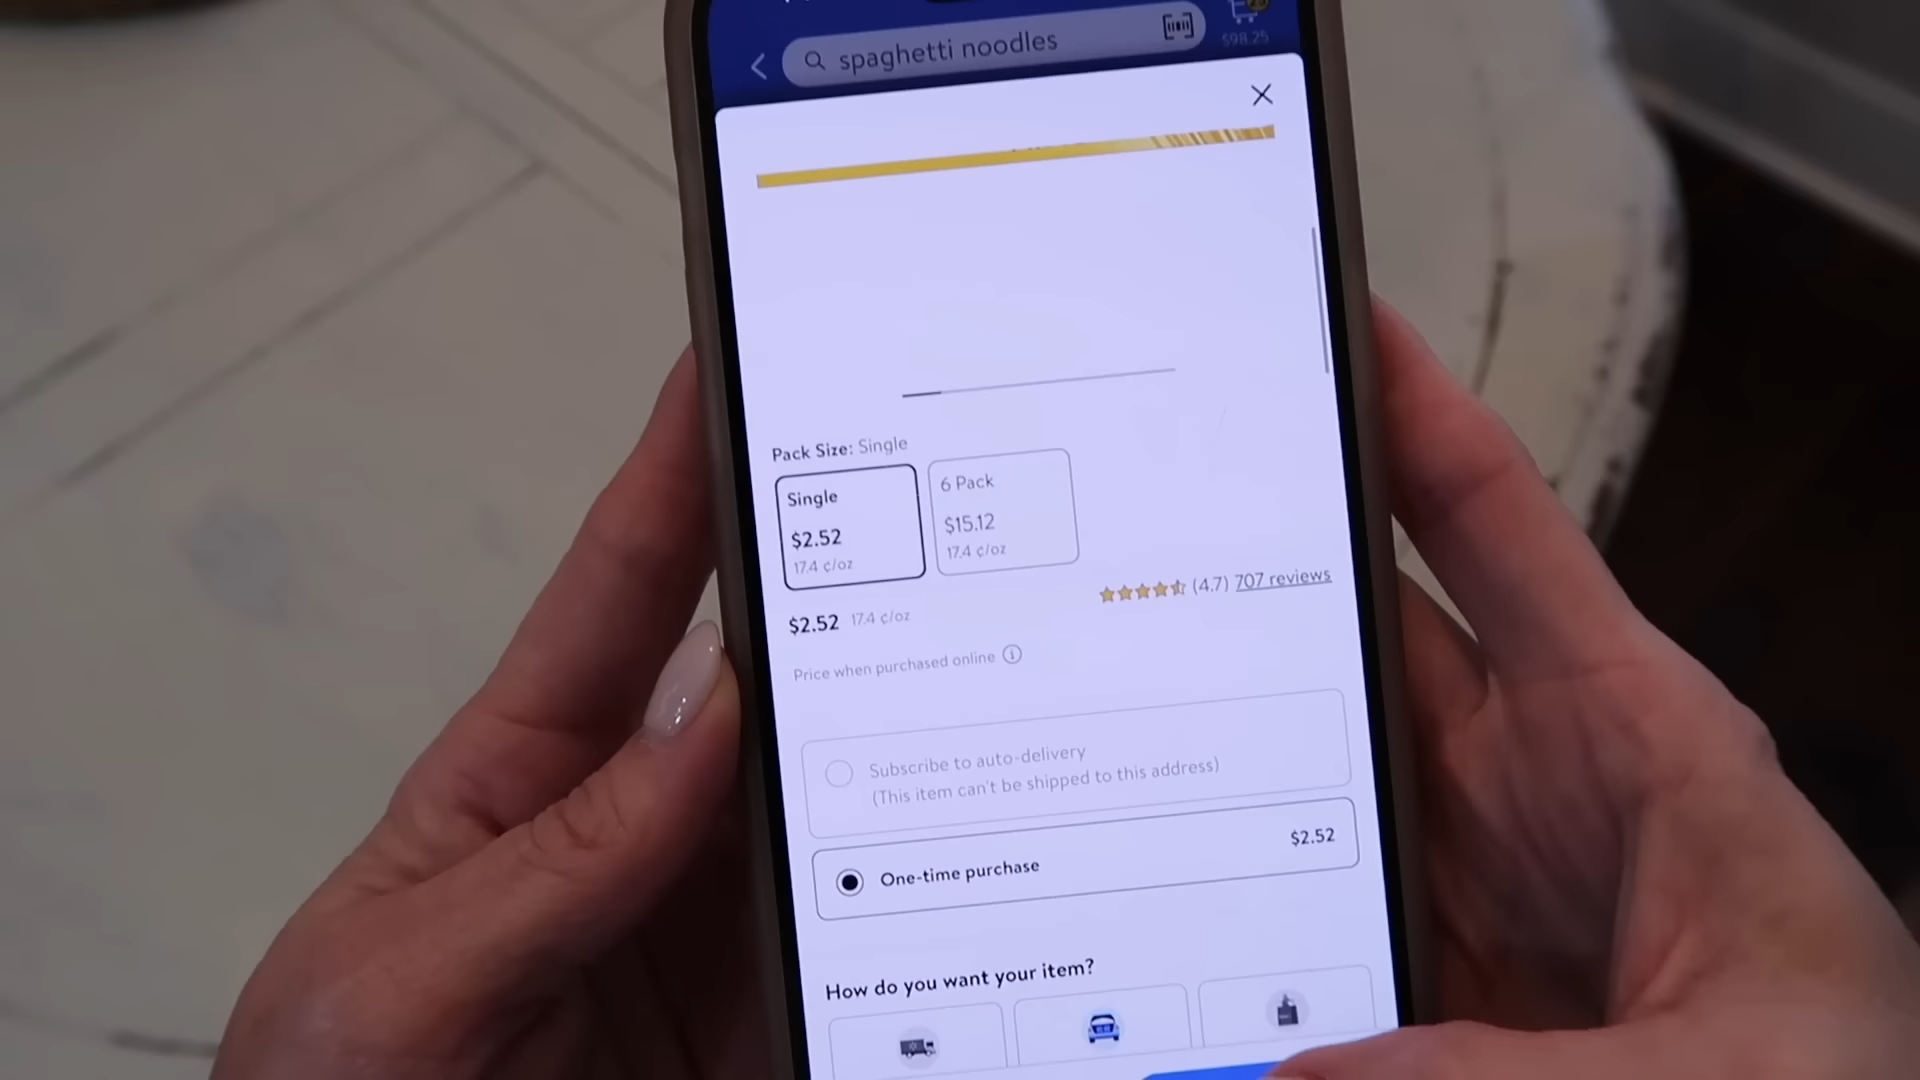 spaghetti noodles
$98.25
Pack Size: Single
Single
$2.52
17.4 ¢/oz
6 Pack
$15.12
17.4 ¢/oz
(4.7) 707 reviews
$2.52 17.4 ¢/oz
Price when purchased online
Subscribe to auto-delivery
(This item can't be shipped to this address)
One-time purchase
$2.52
How do you want your item?